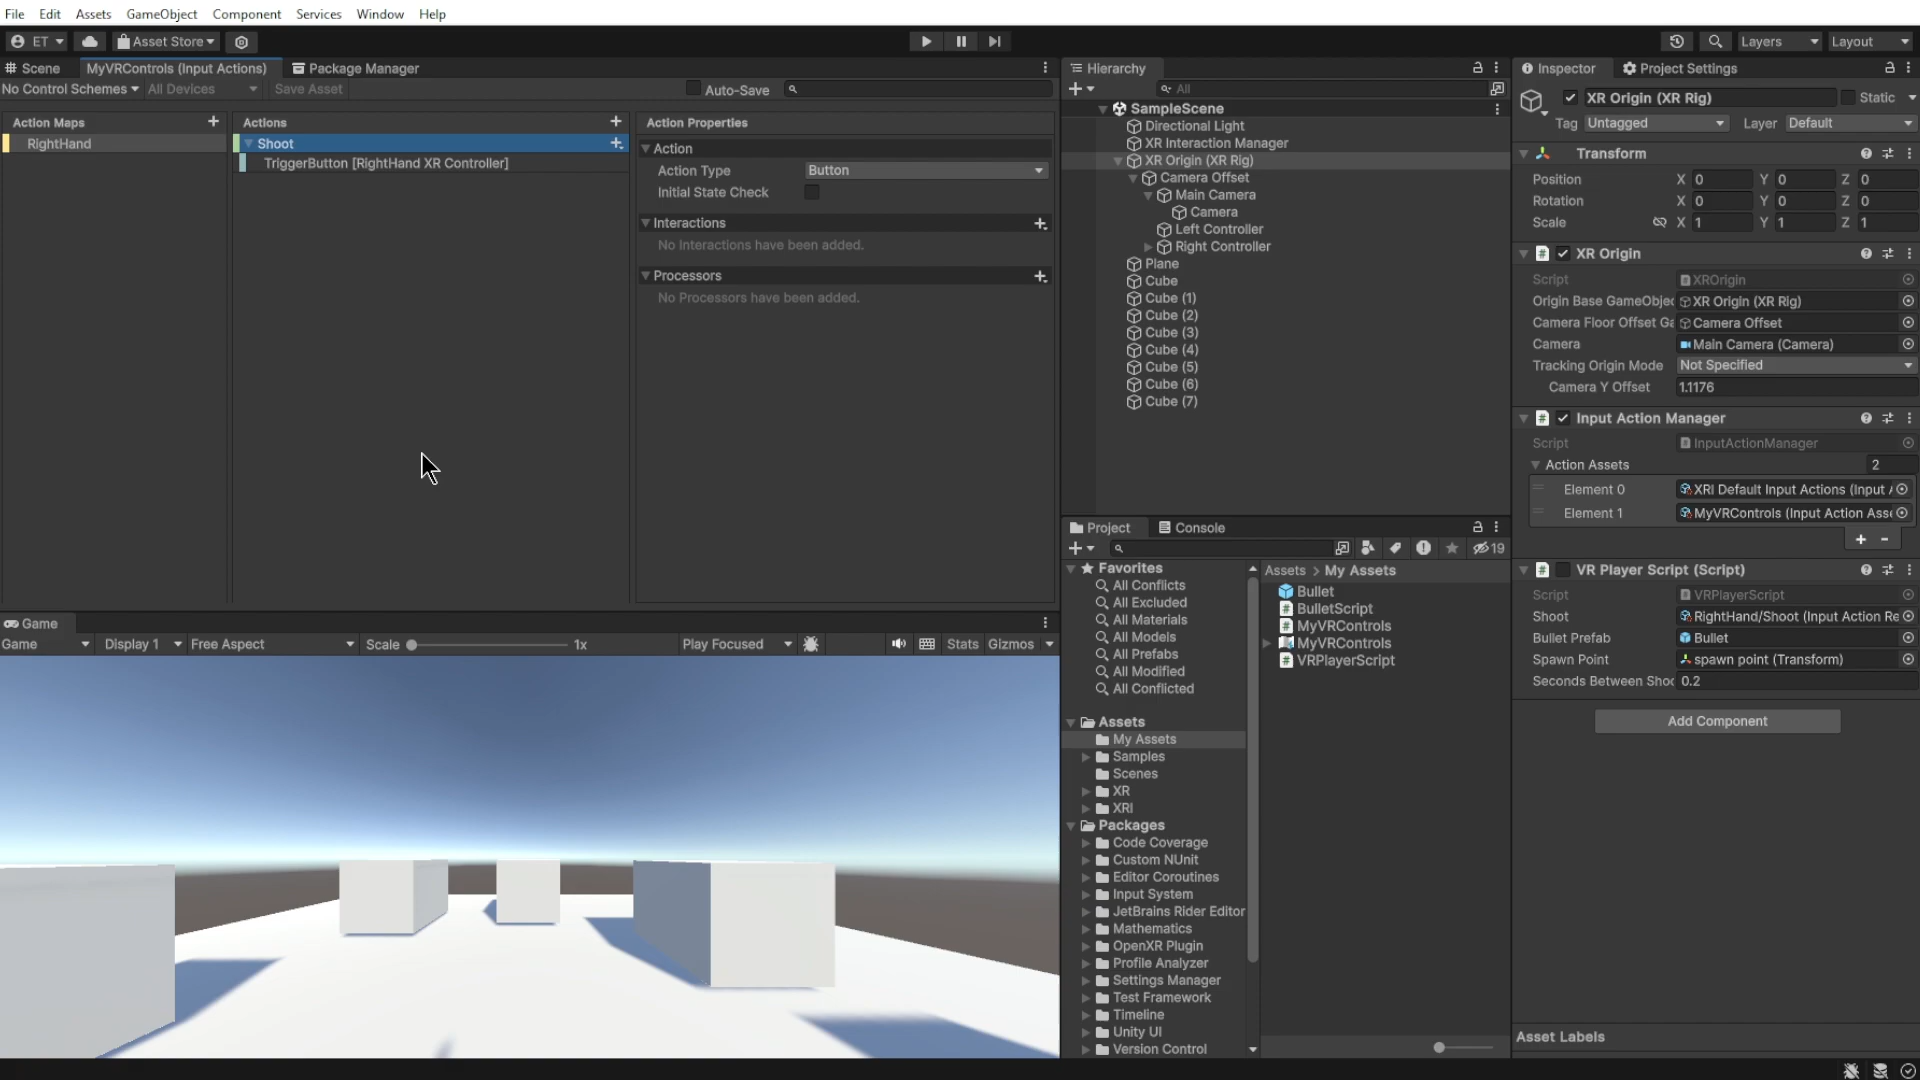 File Edit Assets GameObject Component Services Window Help
ET Asset Store Layers Layout
Scene MyVRControls (Input Actions) Package Manager
No Control Schemes All Devices Save Asset Auto-Save
Action Maps
RightHand
Actions
Shoot
TriggerButton [RightHand XR Controller]
Action Properties
Action
Action Type Button
Initial State Check
Interactions
No Interactions have been added.
Processors
No Processors have been added.
Game
Game Display 1 Free Aspect Scale 1x Play Focused Stats Gizmos
Hierarchy
All
SampleScene
Directional Light
XR Interaction Manager
XR Origin (XR Rig)
Camera Offset
Main Camera
Camera
Left Controller
Right Controller
Plane
Cube
Cube (1)
Cube (2)
Cube (3)
Cube (4)
Cube (5)
Cube (6)
Cube (7)
Project Console
19
Favorites
All Conflicts
All Excluded
All Materials
All Models
All Prefabs
All Modified
All Conflicted
Assets
My Assets
Samples
Scenes
XR
XRI
Packages
Code Coverage
Custom NUnit
Editor Coroutines
Input System
JetBrains Rider Editor
Mathematics
OpenXR Plugin
Profile Analyzer
Settings Manager
Test Framework
Timeline
Unity UI
Version Control
Assets > My Assets
Bullet
BulletScript
MyVRControls
MyVRControls
VRPlayerScript
Inspector Project Settings
XR Origin (XR Rig) Static
Tag Untagged Layer Default
Transform
Position X 0 Y 0 Z 0
Rotation X 0 Y 0 Z 0
Scale X 1 Y 1 Z 1
XR Origin
Script XROrigin
Origin Base GameObjec XR Origin (XR Rig)
Camera Floor Offset Ga Camera Offset
Camera Main Camera (Camera)
Tracking Origin Mode Not Specified
Camera Y Offset 1.1176
Input Action Manager
Script InputActionManager
Action Assets 2
Element 0 XRI Default Input Actions (Input A
Element 1 MyVRControls (Input Action Asse
VR Player Script (Script)
Script VRPlayerScript
Shoot RightHand/Shoot (Input Action Re
Bullet Prefab Bullet
Spawn Point spawn point (Transform)
Seconds Between Shoo 0.2
Add Component
Asset Labels